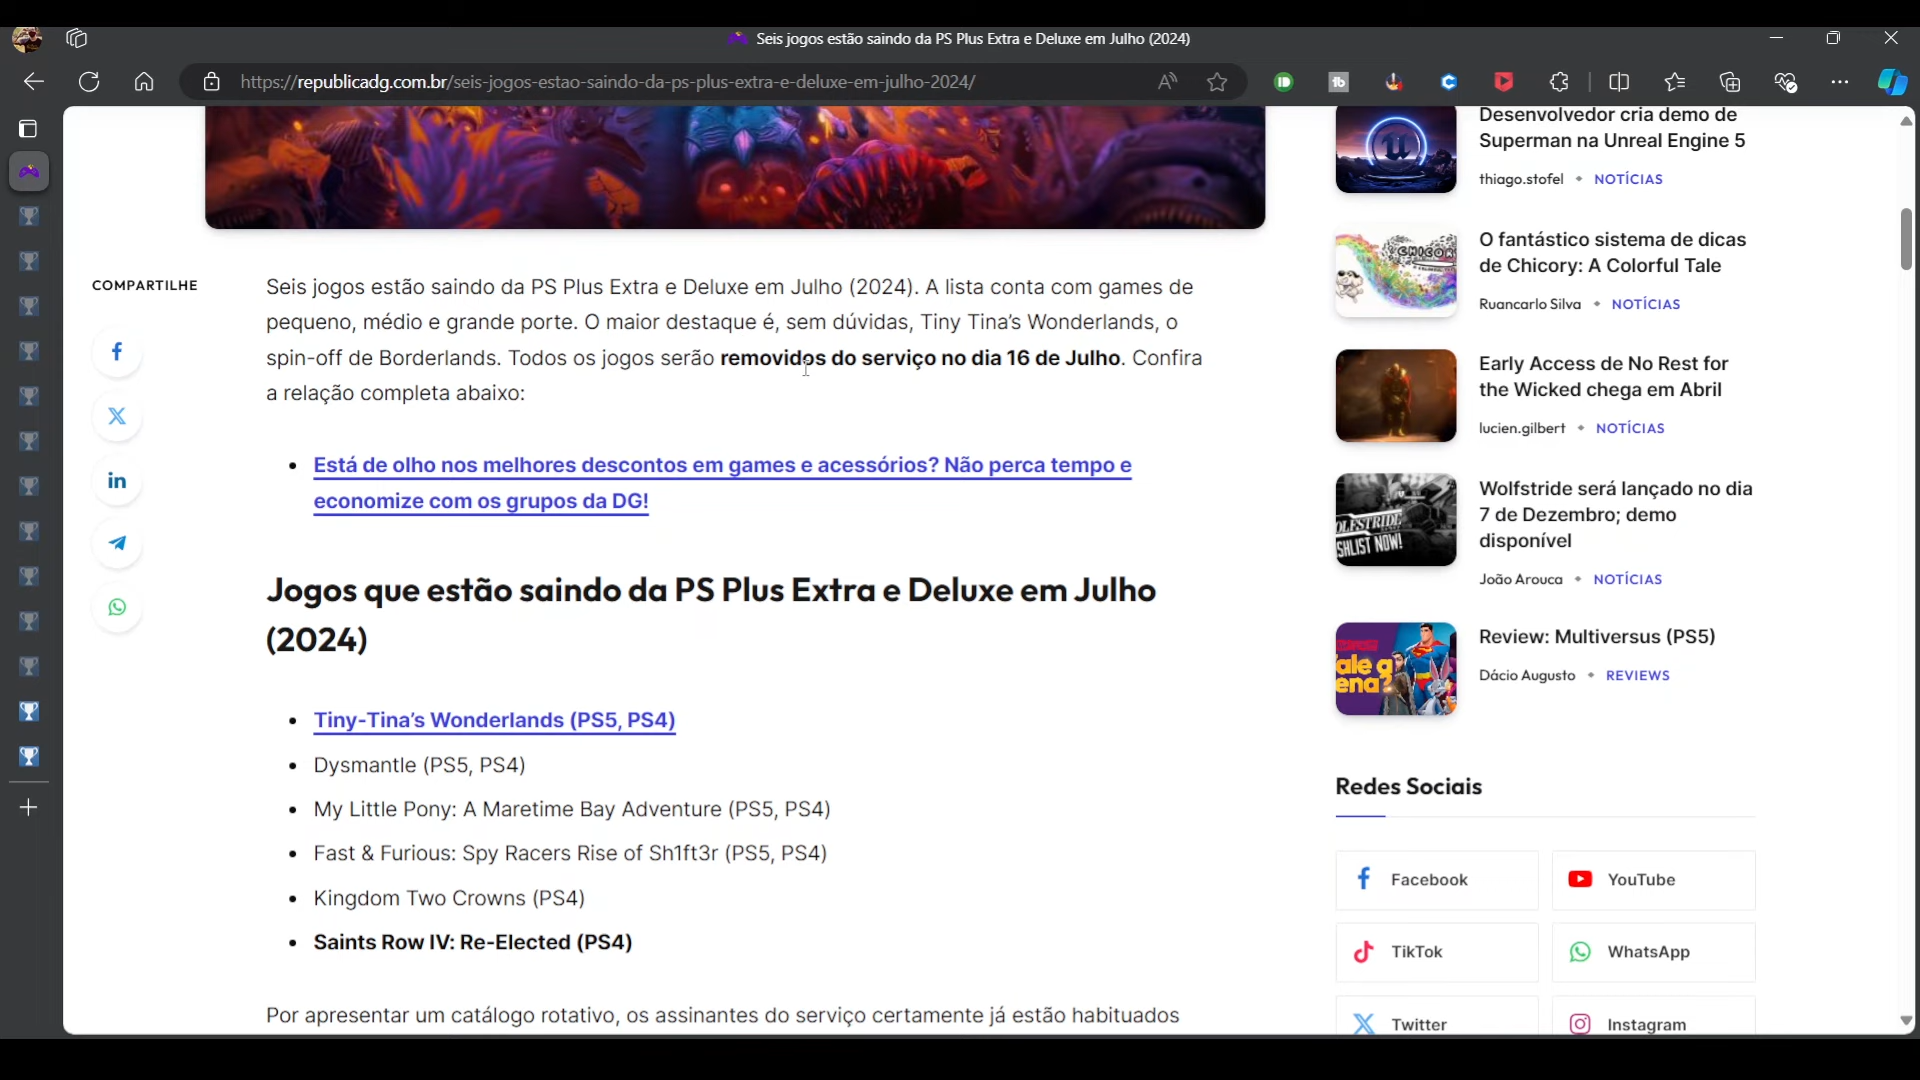 Seis jogos estão saindo da PS Plus Extra e Deluxe em Julho (2024)
https://republicadg.com.br/seis-jogos-estao-saindo-da-ps-plus-extra-e-deluxe-em-julho-2024/
COMPARTILHE
Seis jogos estão saindo da PS Plus Extra e Deluxe em Julho (2024). A lista conta com games de
pequeno, médio e grande porte. O maior destaque é, sem dúvidas, Tiny Tina’s Wonderlands, o
spin-off de Borderlands. Todos os jogos serão removidos do serviço no dia 16 de Julho. Confira
a relação completa abaixo:
Está de olho nos melhores descontos em games e acessórios? Não perca tempo e
economize com os grupos da DG!
Jogos que estão saindo da PS Plus Extra e Deluxe em Julho
(2024)
Tiny-Tina’s Wonderlands (PS5, PS4)
Dysmantle (PS5, PS4)
My Little Pony: A Maretime Bay Adventure (PS5, PS4)
Fast & Furious: Spy Racers Rise of Sh1ft3r (PS5, PS4)
Kingdom Two Crowns (PS4)
Saints Row IV: Re-Elected (PS4)
Por apresentar um catálogo rotativo, os assinantes do serviço certamente já estão habituados
Desenvolvedor cria demo de
Superman na Unreal Engine 5
thiago.stofel • NOTÍCIAS
CHICORY
O fantástico sistema de dicas
de Chicory: A Colorful Tale
Ruancarlo Silva • NOTÍCIAS
Early Access de No Rest for
the Wicked chega em Abril
lucien.gilbert • NOTÍCIAS
OLFSTRIDE
SHLIST NOW!
Wolfstride será lançado no dia
7 de Dezembro; demo
disponível
João Arouca • NOTÍCIAS
ale a
ena?
Review: Multiversus (PS5)
Dácio Augusto • REVIEWS
Redes Sociais
Facebook
YouTube
TikTok
WhatsApp
Twitter
Instagram